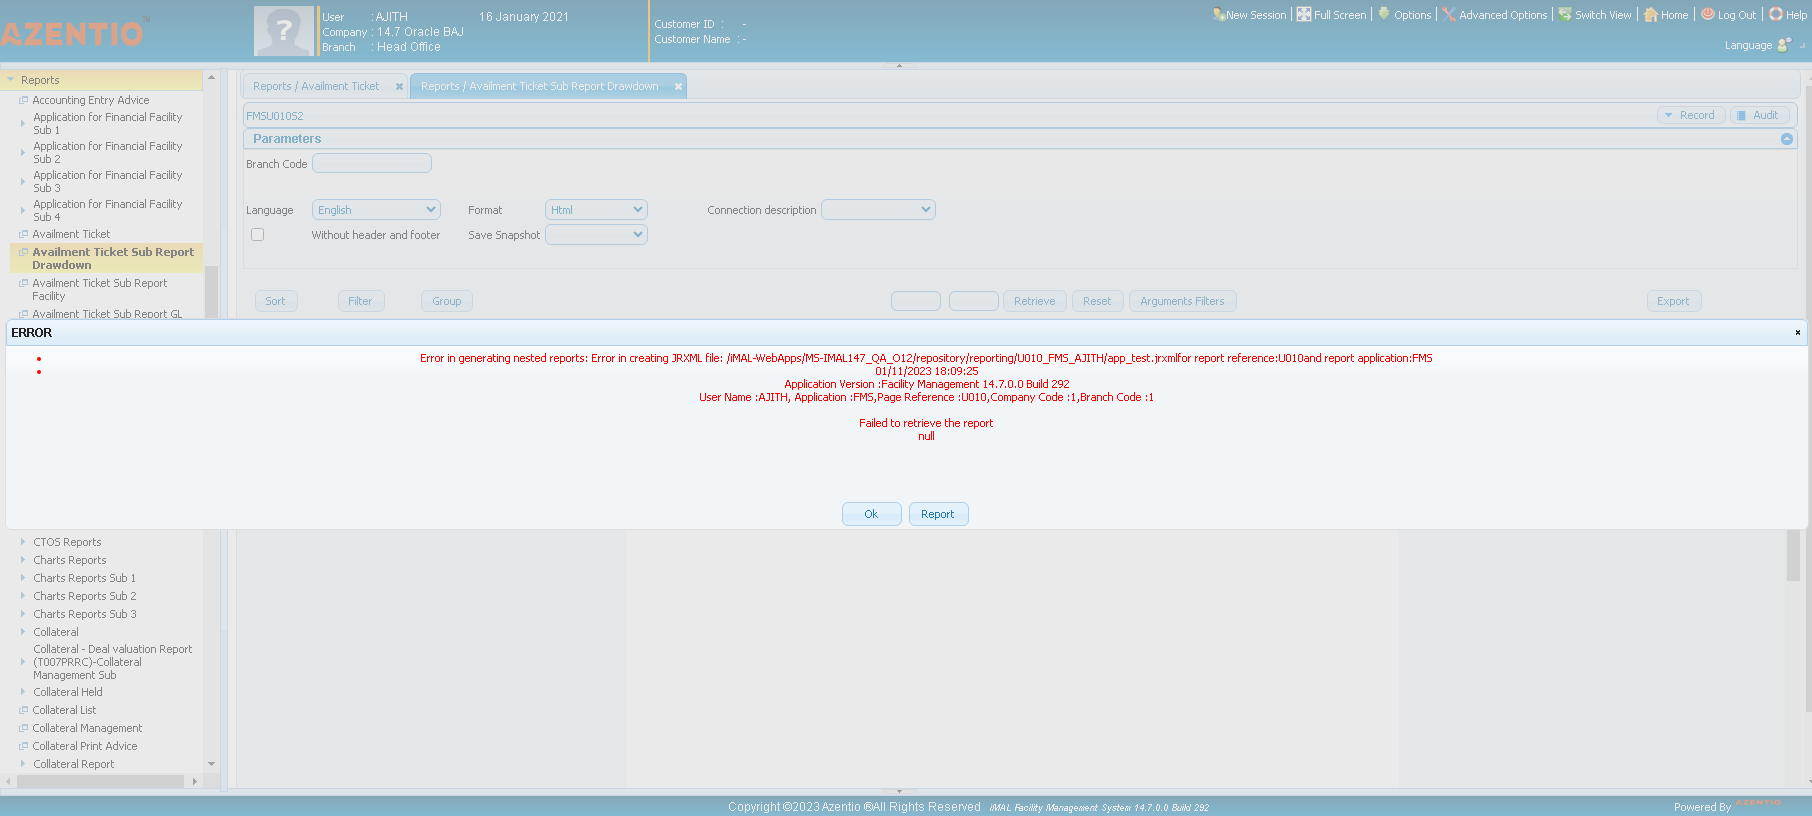 AZENTIO™
User : AJITH 16 January 2021
Company : 14.7 Oracle BAJ
Branch : Head Office
Customer ID : -
Customer Name : -
New Session | Full Screen | Options | Advanced Options | Switch View | Home | Log Out | Help
Language
Reports
Accounting Entry Advice
Application for Financial Facility
Sub 1
Application for Financial Facility
Sub 2
Application for Financial Facility
Sub 3
Application for Financial Facility
Sub 4
Availment Ticket
Availment Ticket Sub Report
Drawdown
Availment Ticket Sub Report
Facility
Availment Ticket Sub Report GL
Reports / Availment Ticket
Reports / Availment Ticket Sub Report Drawdown
FMSU010S2
Record
Audit
Parameters
Branch Code
Language English Format Html Connection description
Without header and footer Save Snapshot
Sort Filter Group Retrieve Reset Arguments Filters Export
ERROR
Error in generating nested reports: Error in creating JRXML file: /iMAL-WebApps/MS-IMAL147_QA_O12/repository/reporting/U010_FMS_AJITH/app_test.jrxmlfor report reference:U010and report application:FMS
01/11/2023 18:09:25
Application Version :Facility Management 14.7.0.0 Build 292
User Name :AJITH, Application :FMS,Page Reference :U010,Company Code :1,Branch Code :1
Failed to retrieve the report
null
Ok Report
CTOS Reports
Charts Reports
Charts Reports Sub 1
Charts Reports Sub 2
Charts Reports Sub 3
Collateral
Collateral - Deal valuation Report
(T007PRRC)-Collateral
Management Sub
Collateral Held
Collateral List
Collateral Management
Collateral Print Advice
Collateral Report
Copyright ©2023 Azentio ®All Rights Reserved iMAL Facility Management System 14.7.0.0 Build 292
Powered By AZENTIO